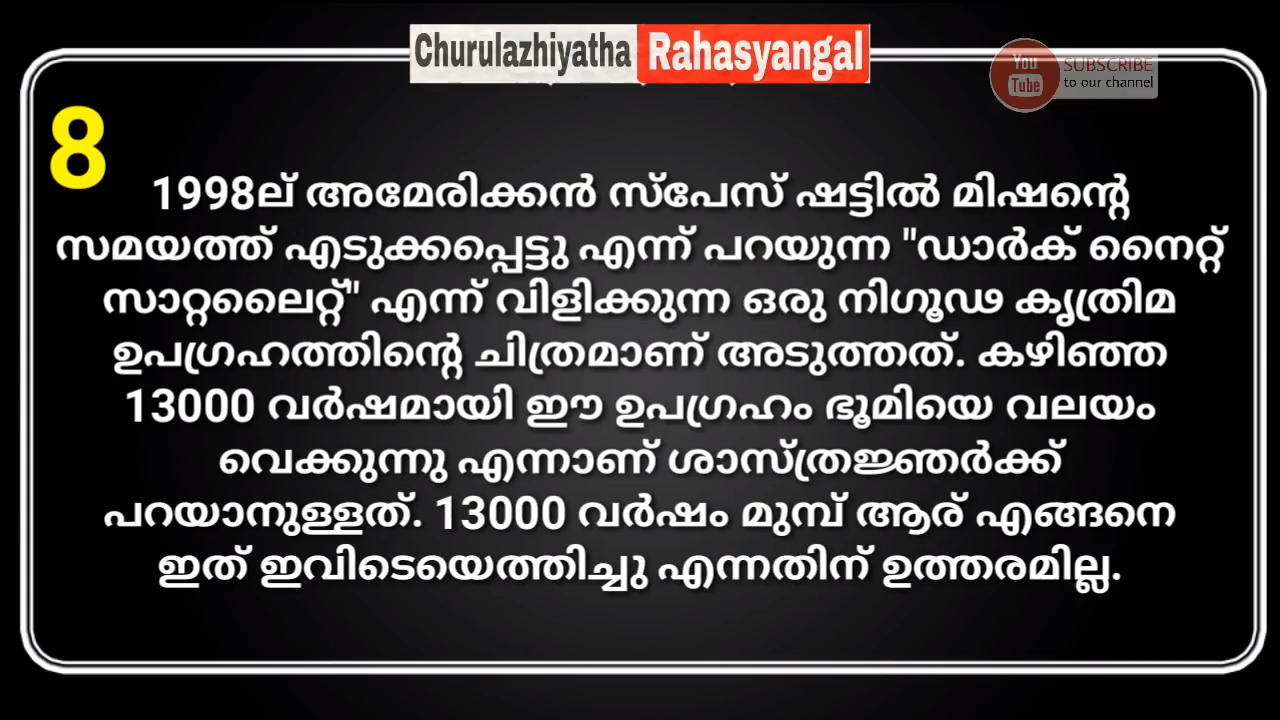 Churulazhiyatha Rahasyangal
You Tube SUBSCRIBE to our channel
8
1998ല് അമേരിക്കൻ സ്പേസ് ഷട്ടിൽ മിഷന്റെ
സമയത്ത് എടുക്കപ്പെട്ടു എന്ന് പറയുന്ന "ഡാർക് നൈറ്റ്
സാറ്റലൈറ്റ്" എന്ന് വിളിക്കുന്ന ഒരു നിഗൂഢ കൃത്രിമ
ഉപഗ്രഹത്തിന്റെ ചിത്രമാണ് അടുത്തത്. കഴിഞ്ഞ
13000 വർഷമായി ഈ ഉപഗ്രഹം ഭൂമിയെ വലയം
വെക്കുന്നു എന്നാണ് ശാസ്ത്രജ്ഞർക്ക്
പറയാനുള്ളത്. 13000 വർഷം മുമ്പ് ആര് എങ്ങനെ
ഇത് ഇവിടെയെത്തിച്ചു എന്നതിന് ഉത്തരമില്ല.